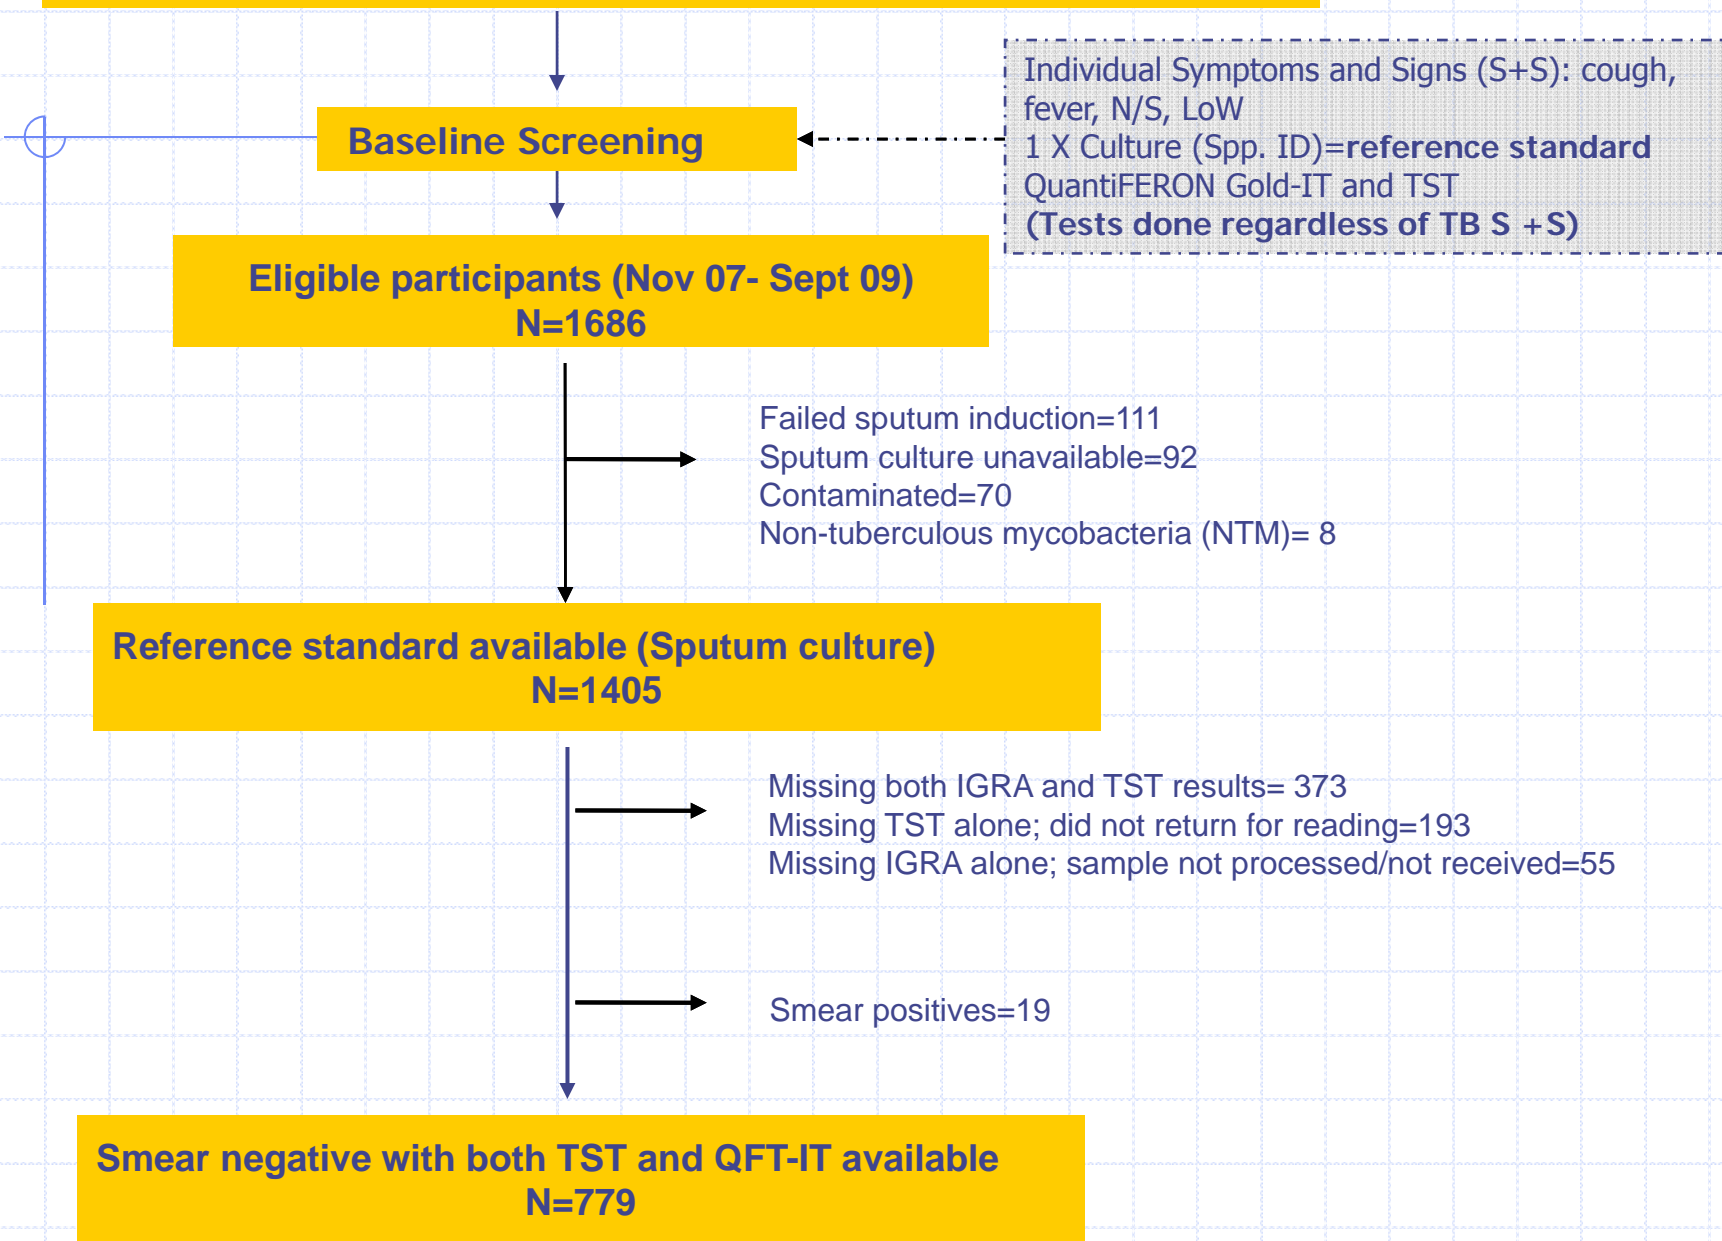 Individual Symptoms and Signs (S+S): cough,
fever, N/S, LoW
1 X Culture (Spp. ID)=reference standard
QuantiFERON Gold-IT and TST
(Tests done regardless of TB S +S)
Baseline Screening
Eligible participants (Nov 07- Sept 09)
N=1686
Failed sputum induction=111
Sputum culture unavailable=92
Contaminated=70
Non-tuberculous mycobacteria (NTM)= 8
Reference standard available (Sputum culture)
N=1405
Missing both IGRA and TST results= 373
Missing TST alone; did not return for reading=193
Missing IGRA alone; sample not processed/not received=55
Smear positives=19
Smear negative with both TST and QFT-IT available
N=779